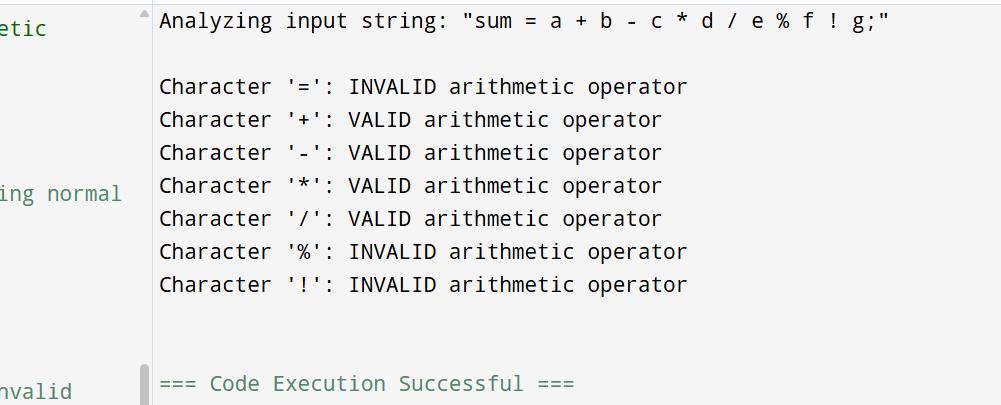 etic
Analyzing input string: "sum = a + b - c * d / e % f ! g;"
Character '=': INVALID arithmetic operator
Character '+': VALID arithmetic operator
Character '-': VALID arithmetic operator
Character '*': VALID arithmetic operator
ing normal
Character '/': VALID arithmetic operator
Character '%': INVALID arithmetic operator
Character '!': INVALID arithmetic operator
=== Code Execution Successful ===
nvalid